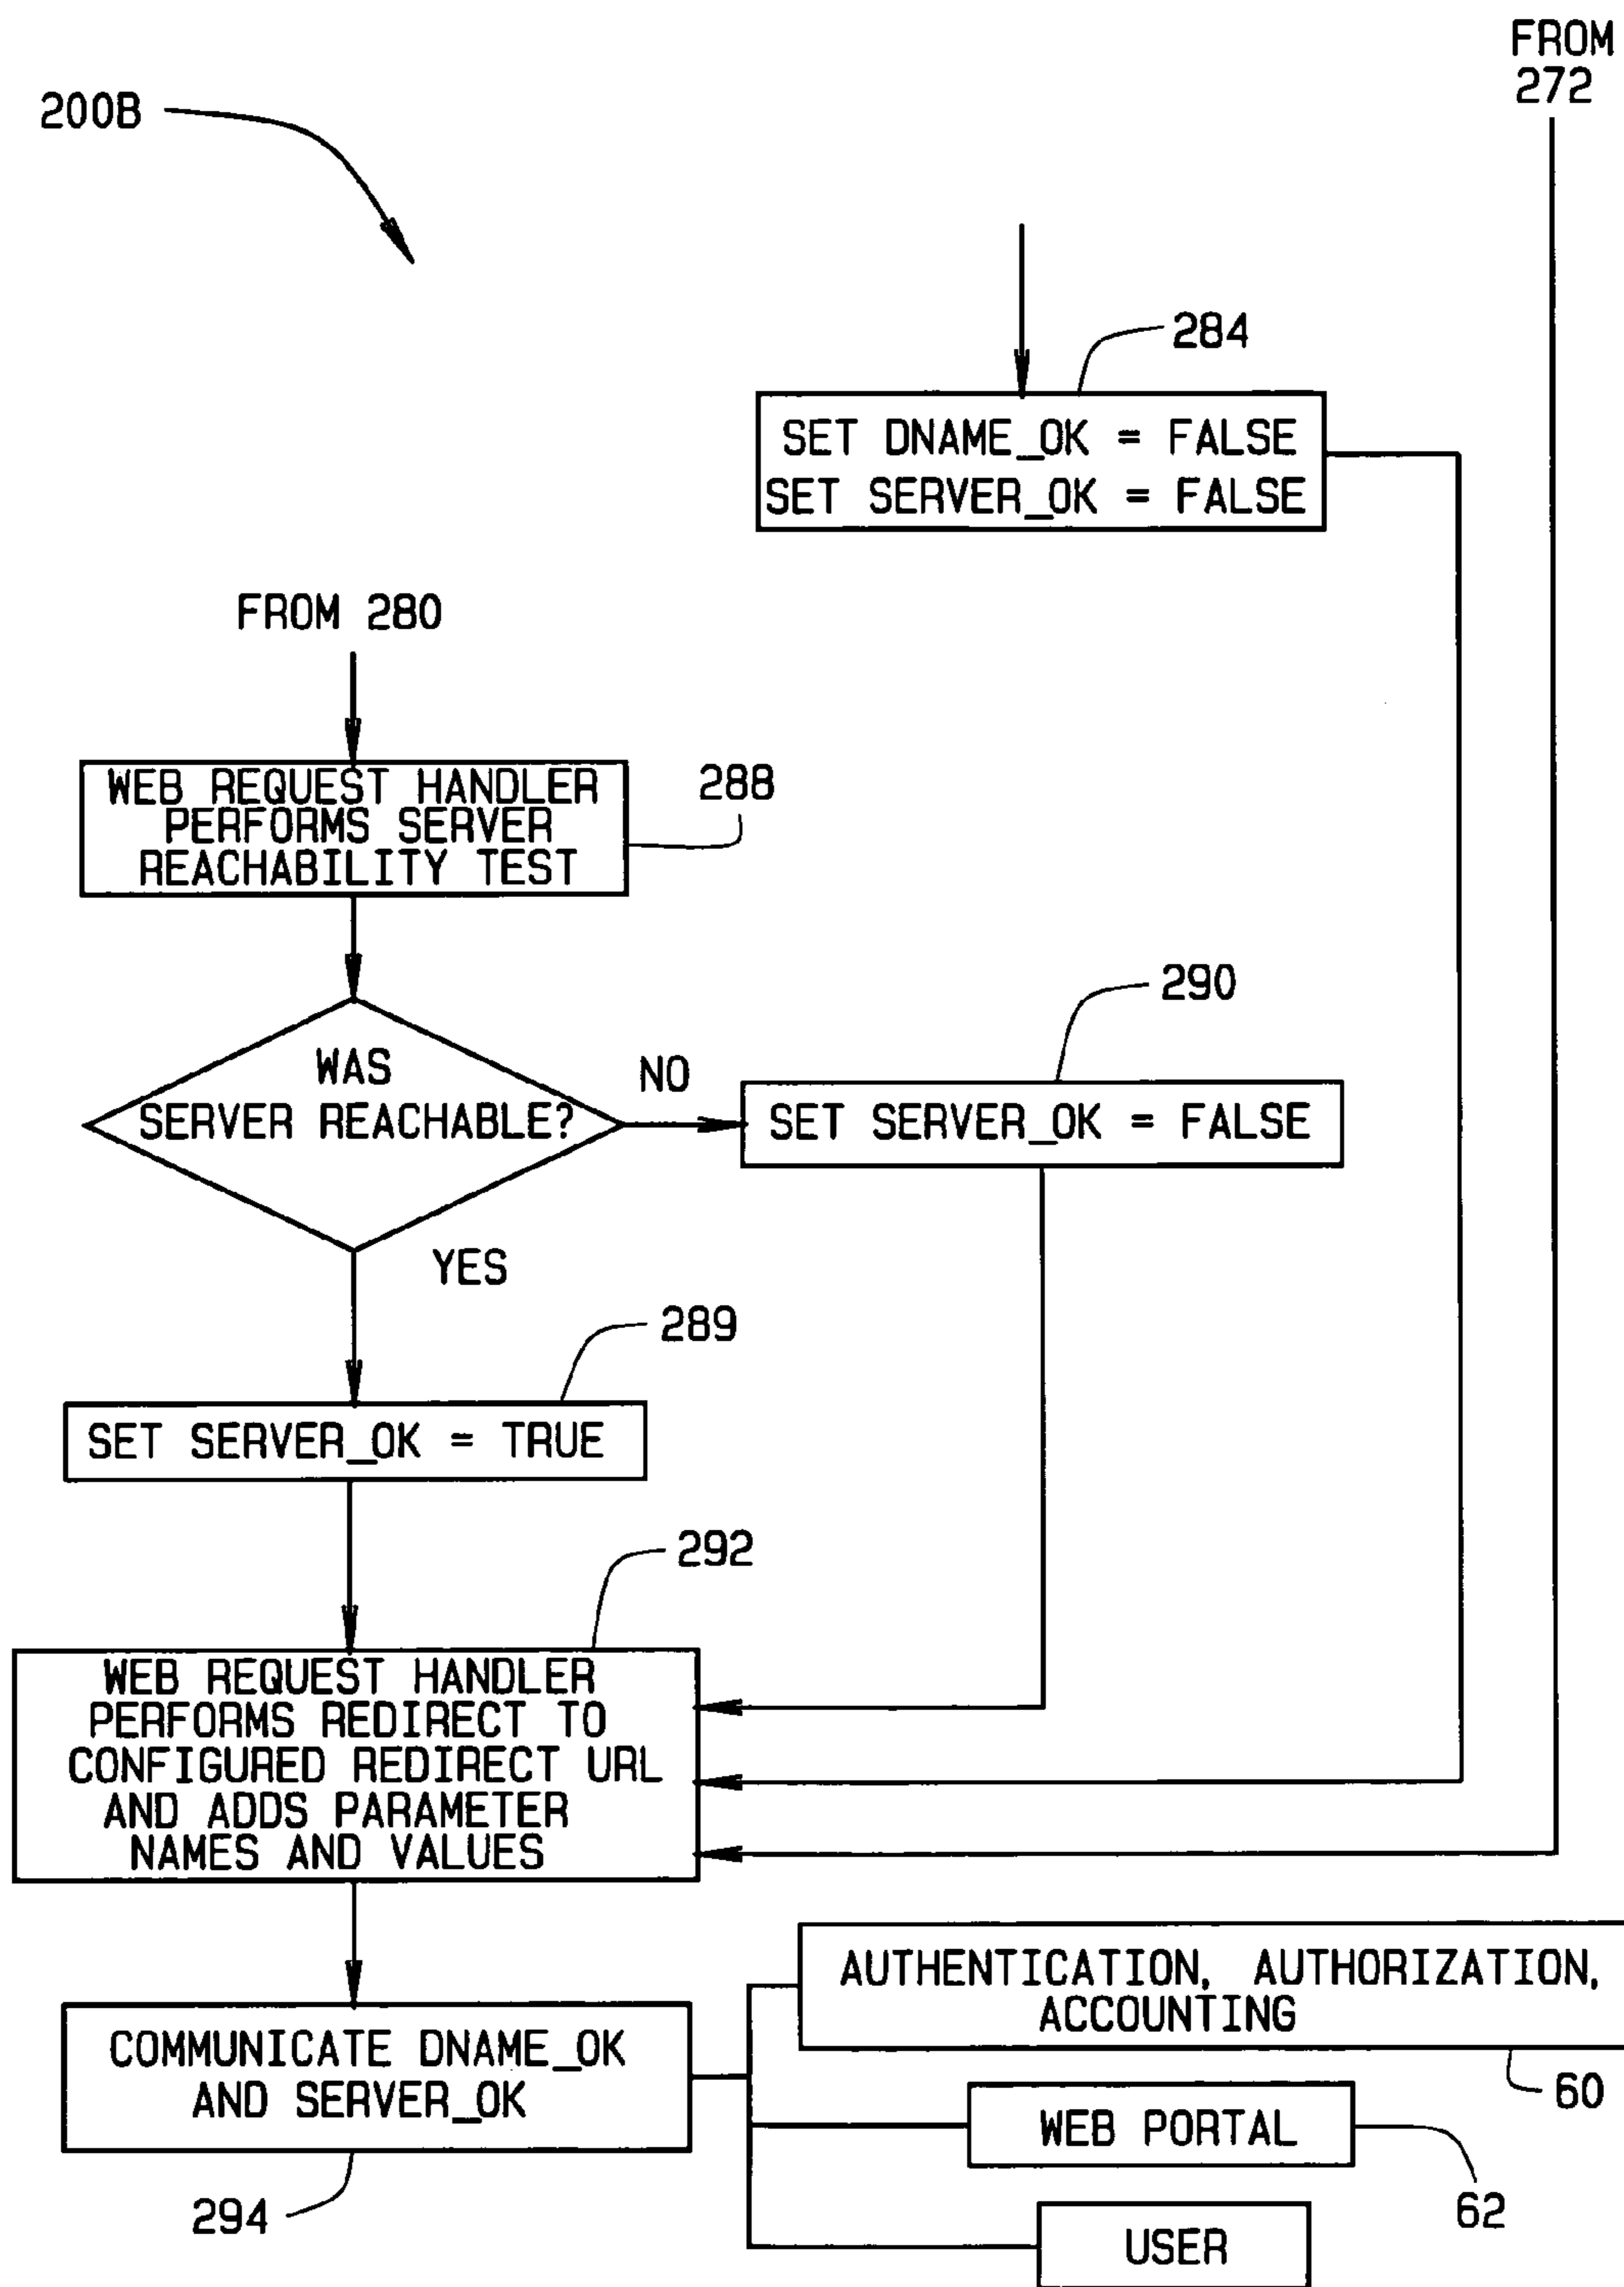 FROM
272
200B
284
SET DNAME_OK = FALSE
SET SERVER_OK = FALSE
FROM 280
WEB REQUEST HANDLER
PERFORMS SERVER
REACHABILITY TEST
288
WAS
SERVER REACHABLE?
NO
290
SET SERVER_OK = FALSE
YES
289
SET SERVER_OK = TRUE
292
WEB REQUEST HANDLER
PERFORMS REDIRECT TO
CONFIGURED REDIRECT URL
AND ADDS PARAMETER
NAMES AND VALUES
COMMUNICATE DNAME_OK
AND SERVER_OK
294
AUTHENTICATION, AUTHORIZATION,
ACCOUNTING
60
WEB PORTAL
62
USER